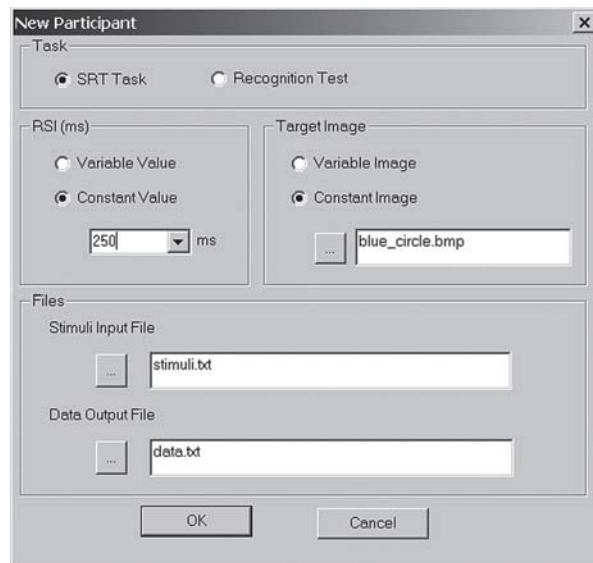 New Participant
Task
SRT Task Recognition Test
RSI (ms)
Variable Value
Constant Value
250 ms
Target Image
Variable Image
Constant Image
... blue_circle.bmp
Files
Stimuli Input File
... stimuli.txt
Data Output File
... data.txt
OK Cancel